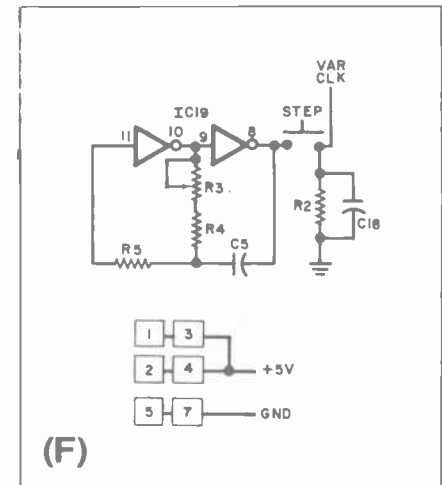 VAR
CLK
IC19
STEP
11
10
9
8
R3
R4
R2
C18
R5
C5
1
3
2
4
+5V
5
7
GND
(F)